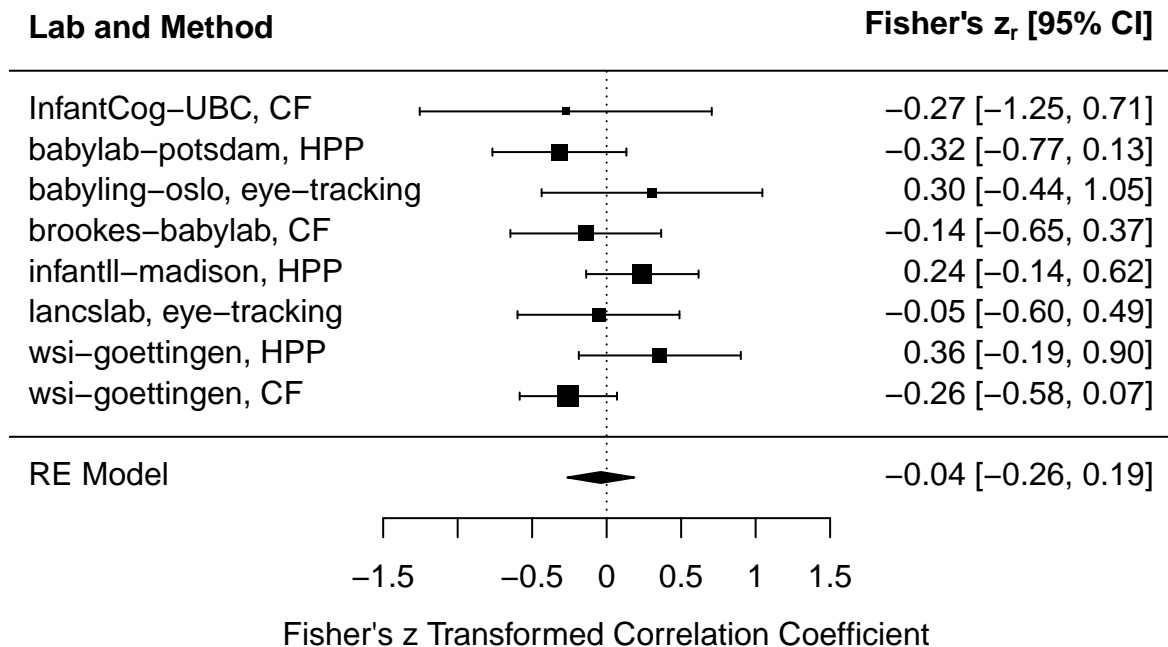 Lab and Method Fisher's zr [95% CI]
InfantCog−UBC, CF −0.27 [−1.25, 0.71]
babylab−potsdam, HPP −0.32 [−0.77, 0.13]
babyling−oslo, eye−tracking 0.30 [−0.44, 1.05]
brookes−babylab, CF −0.14 [−0.65, 0.37]
infantll−madison, HPP 0.24 [−0.14, 0.62]
lancslab, eye−tracking −0.05 [−0.60, 0.49]
wsi−goettingen, HPP 0.36 [−0.19, 0.90]
wsi−goettingen, CF −0.26 [−0.58, 0.07]
RE Model −0.04 [−0.26, 0.19]
−1.5 −0.5 0 0.5 1 1.5
Fisher's z Transformed Correlation Coefficient